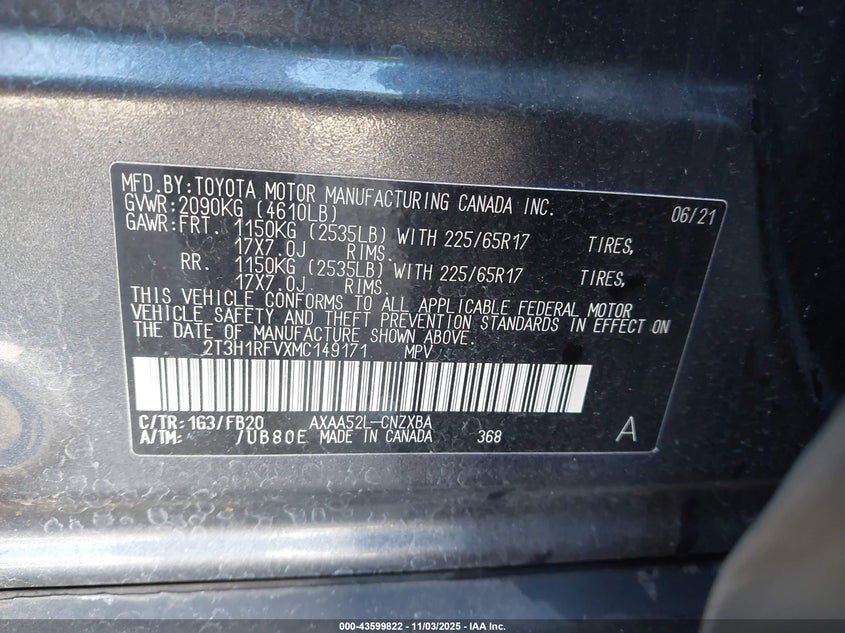 MFD.BY:TOYOTA MOTOR MANUFACTURING CANADA INC. 06/21
GVWR:2090KG (4610LB)
GAWR:FRT. 1150KG (2535LB) WITH 225/65R17 TIRES,
17X7.0J RIMS.
RR. 1150KG (2535LB) WITH 225/65R17 TIRES,
17X7.0J RIMS.
THIS VEHICLE CONFORMS TO ALL APPLICABLE FEDERAL MOTOR
VEHICLE SAFETY AND THEFT PREVENTION STANDARDS IN EFFECT ON
THE DATE OF MANUFACTURE SHOWN ABOVE.
2T3H1RFVXMC149171 MPV
C/TR:1G3/FB20 AXAA52L-CNZXBA
A/TM: /UB80E MADE IN CANADA 368 A
000-43599822 - 11/03/2025 - IAA Inc.